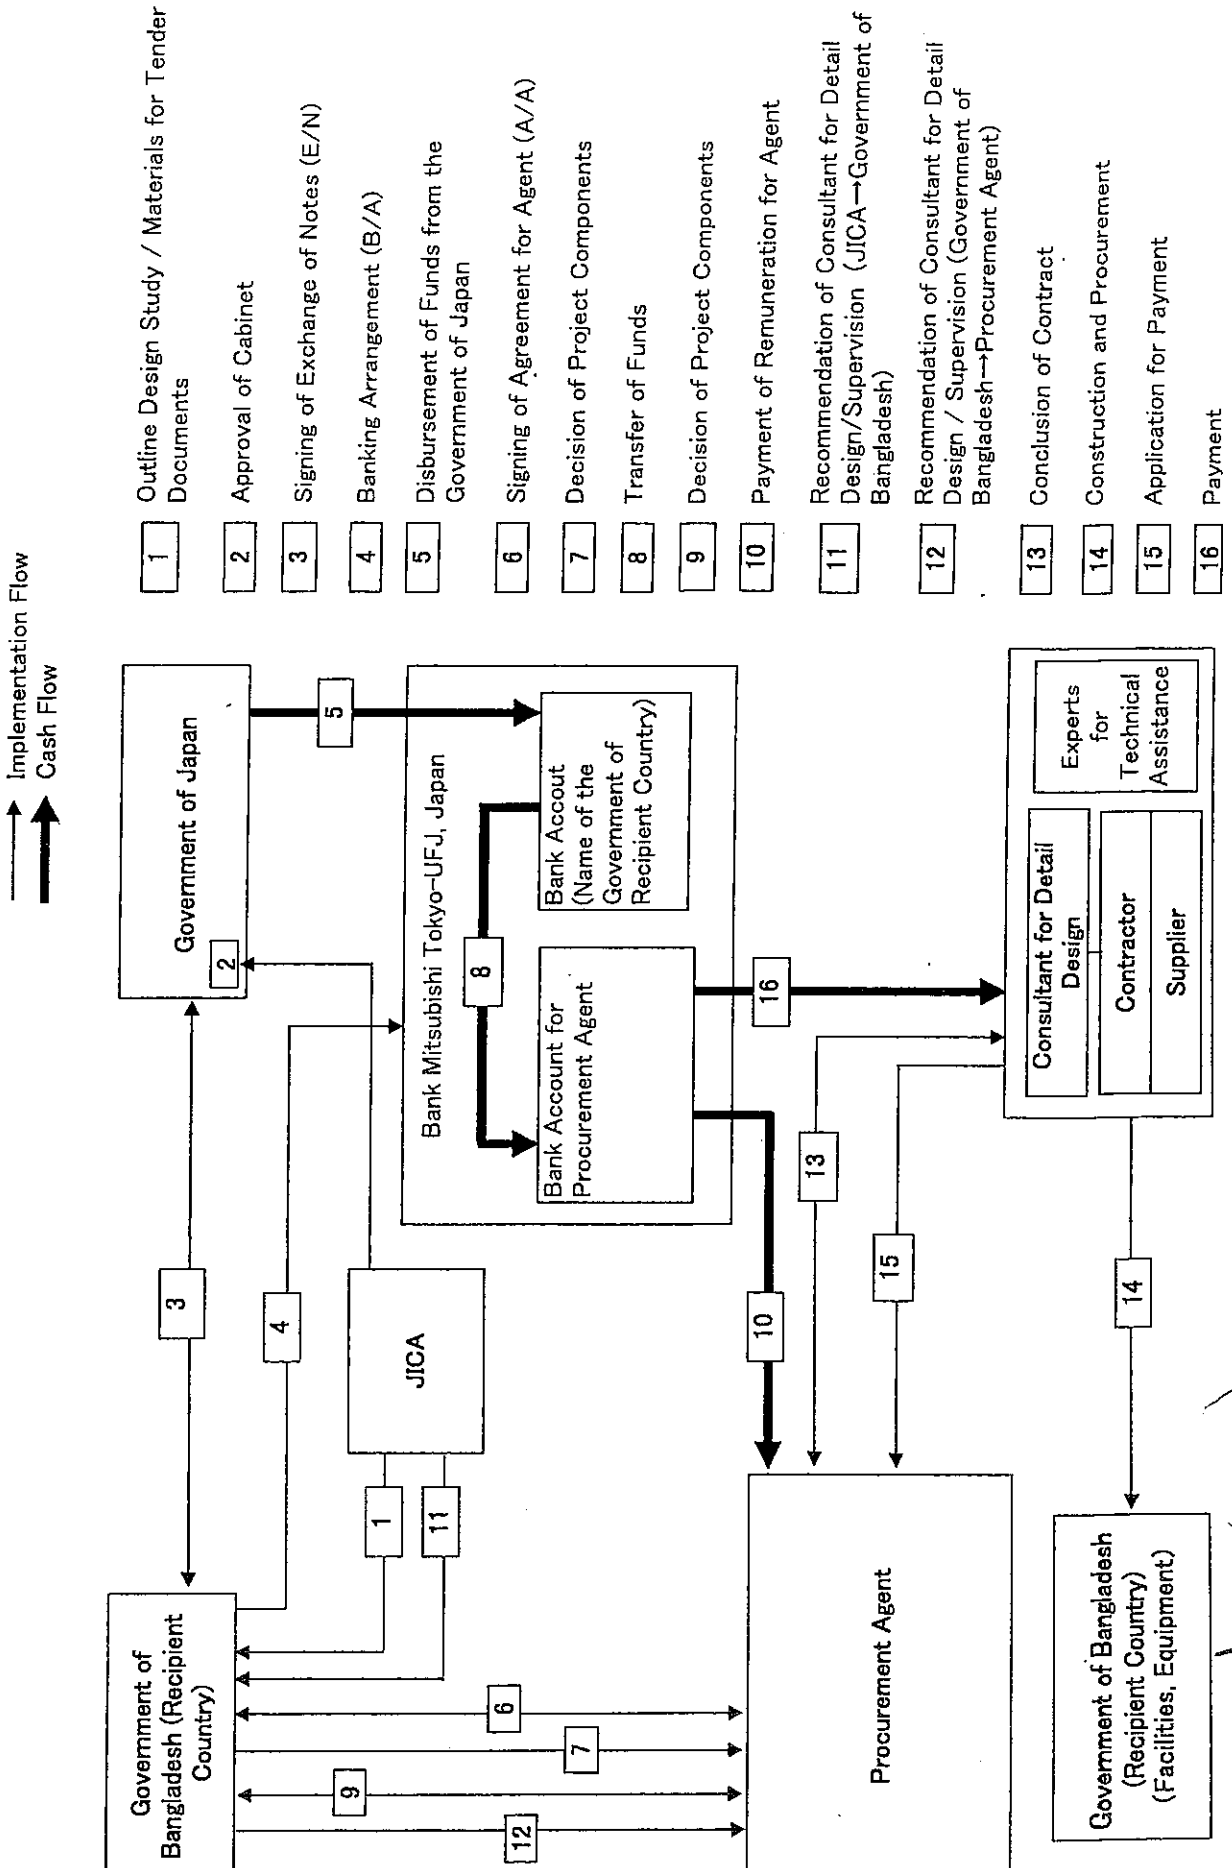 Implementation Flow
Cash Flow
Government of
Bangladesh (Recipient
Country)
3
Government of Japan
2
4
1
11
JICA
5
Bank Mitsubishi Tokyo-UFJ, Japan
8
Bank Account for
Procurement Agent
Bank Accout
(Name of the
Government of
Recipient Country)
6
7
9
12
10
16
13
15
Procurement Agent
Consultant for Detail
Design
Contractor
Supplier
Experts
for
Technical
Assistance
14
Government of Bangladesh
(Recipient Country)
(Facilities, Equipment)
1 Outline Design Study / Materials for Tender
Documents
2 Approval of Cabinet
3 Signing of Exchange of Notes (E/N)
4 Banking Arrangement (B/A)
5 Disbursement of Funds from the
Government of Japan
6 Signing of Agreement for Agent (A/A)
7 Decision of Project Components
8 Transfer of Funds
9 Decision of Project Components
10 Payment of Remuneration for Agent
11 Recommendation of Consultant for Detail
Design/Supervision (JICA→Government of
Bangladesh)
12 Recommendation of Consultant for Detail
Design / Supervision (Government of
Bangladesh→Procurement Agent)
13 Conclusion of Contract
14 Construction and Procurement
15 Application for Payment
16 Payment